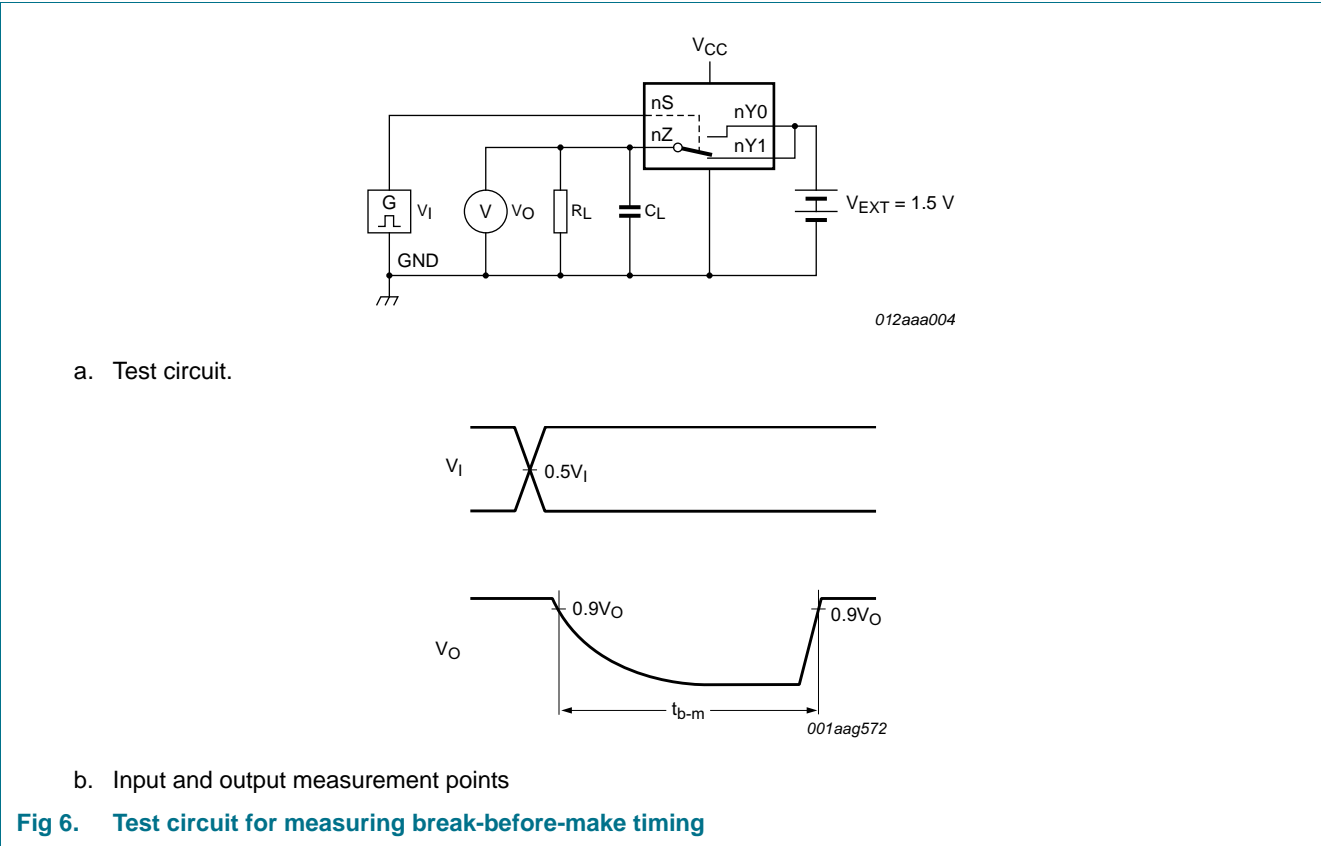 VCC
nS
nY0
nZ
nY1
G
VI
V
VO
RL
CL
VEXT = 1.5 V
GND
012aaa004
a. Test circuit.
VI
0.5VI
0.9VO
0.9VO
VO
tb-m
001aag572
b. Input and output measurement points
Fig 6. Test circuit for measuring break-before-make timing